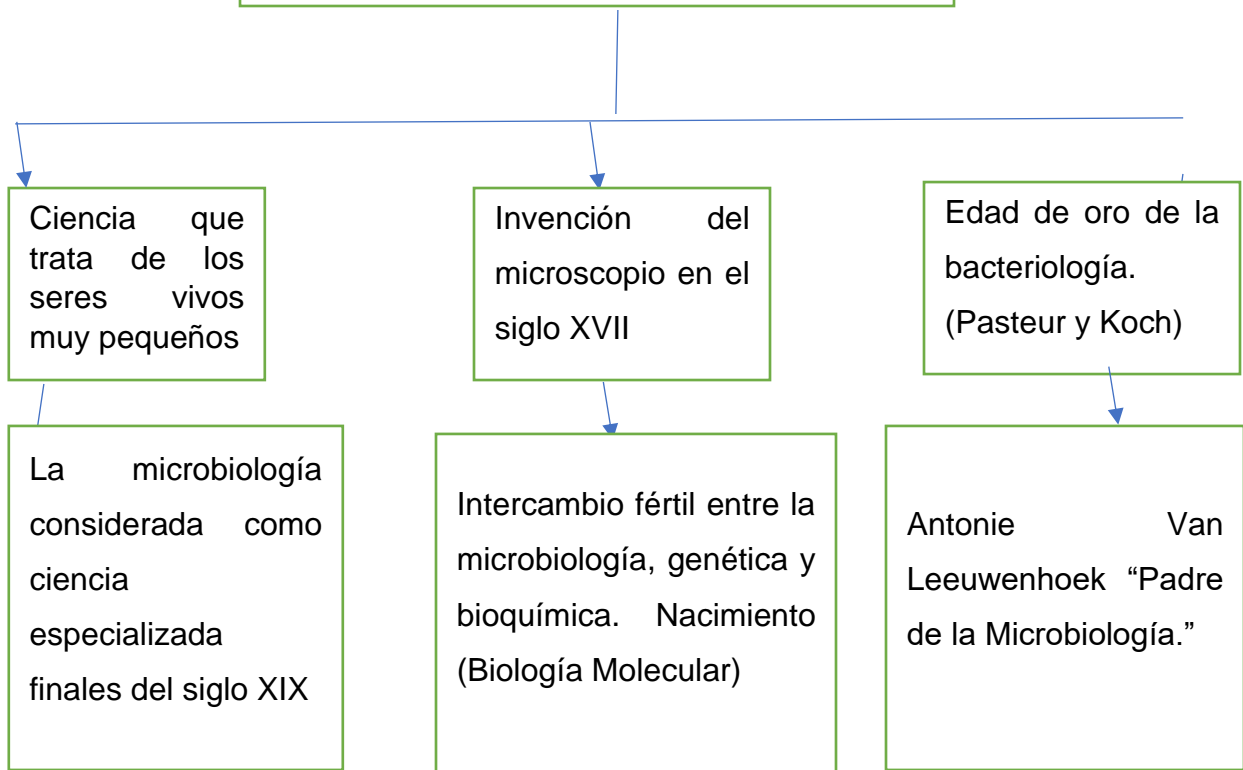 Ciencia que
trata de los
seres vivos
muy pequeños
Invención del
microscopio en el
siglo XVII
Edad de oro de la
bacteriología.
(Pasteur y Koch)
La microbiología
considerada como
ciencia
especializada
finales del siglo XIX
Intercambio fértil entre la
microbiología, genética y
bioquímica. Nacimiento
(Biología Molecular)
Antonie Van
Leeuwenhoek “Padre
de la Microbiología.”